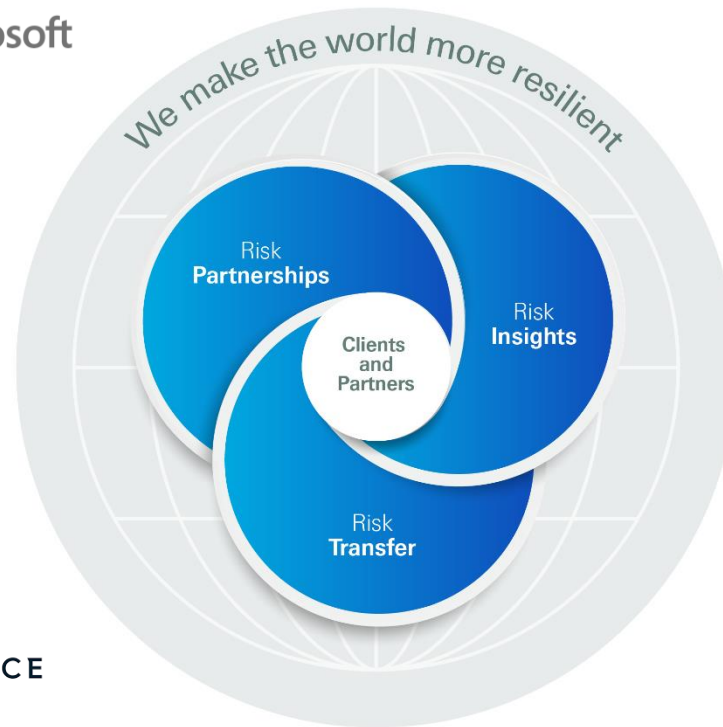 osoft
We make the world more resilient
Risk
Partnerships
Risk
Insights
Clients
and
Partners
Risk
Transfer
CE